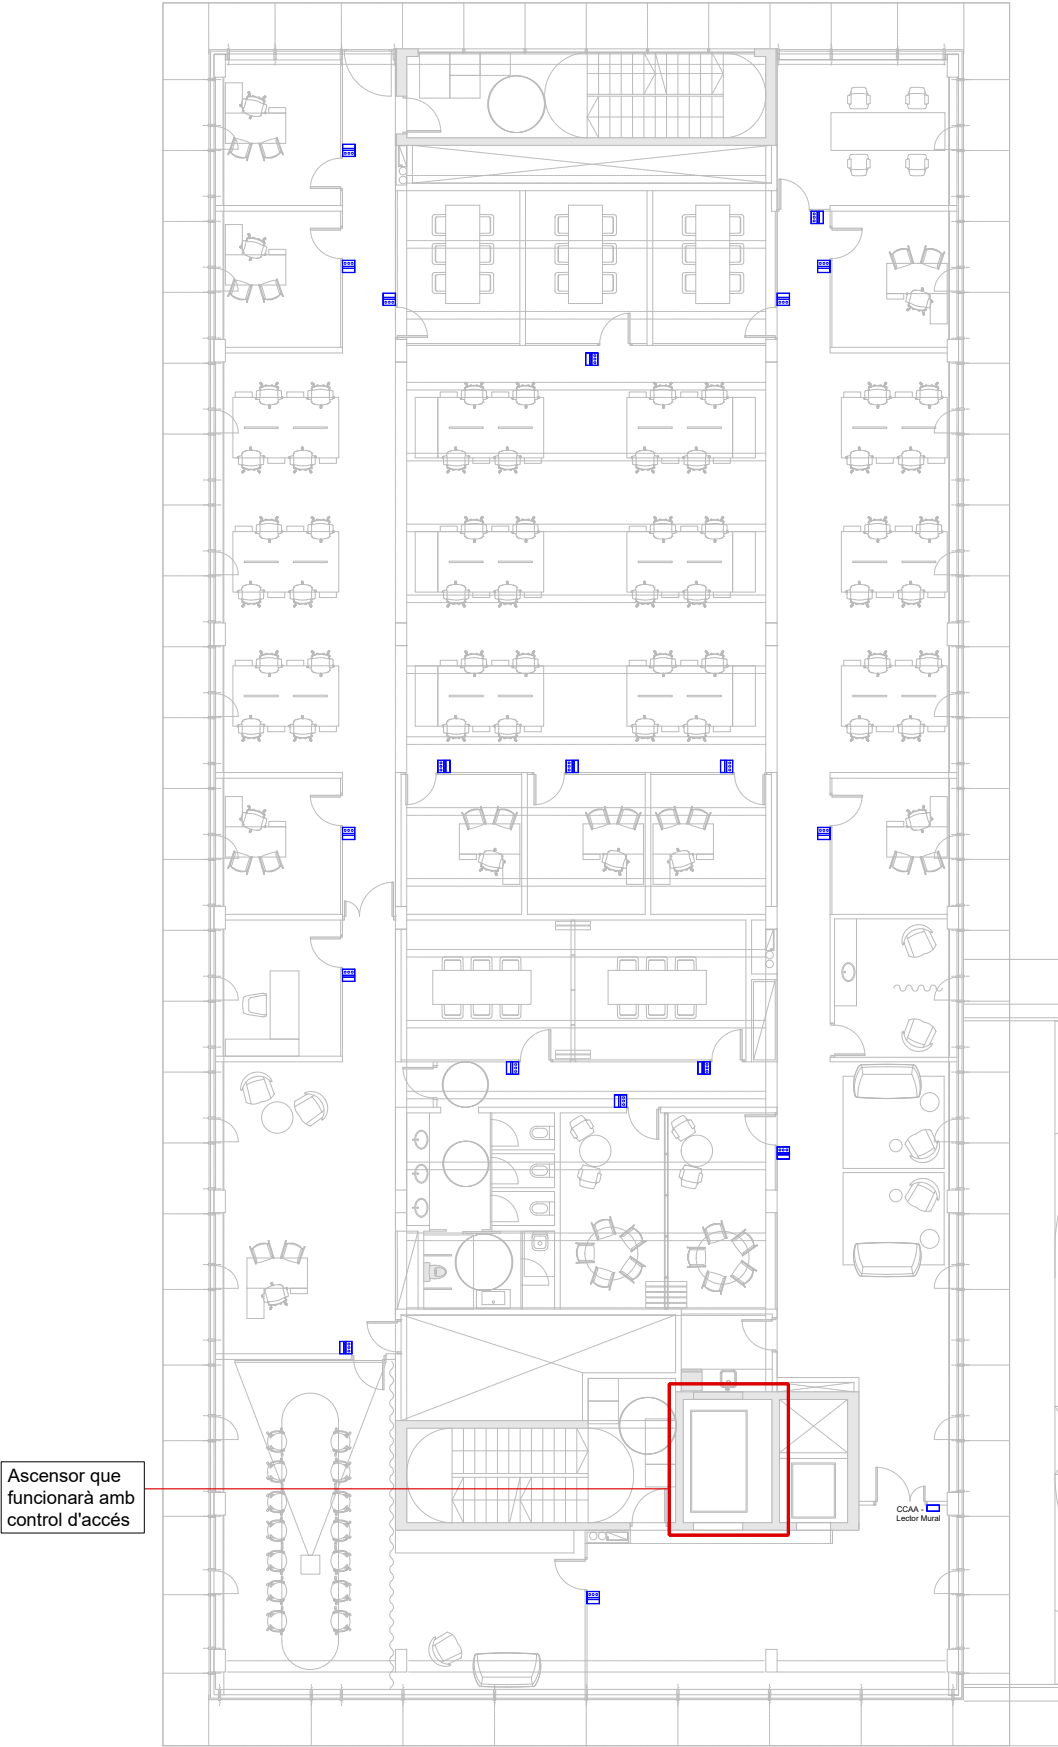 Ascensor que
funcionarà amb
control d'accés
CCAA -
Lector Mural